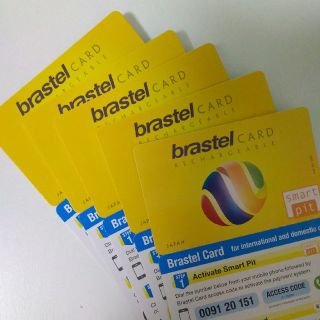 brastel CARD
RECHARGEABLE
brastel CARD
RECHARGEABLE
brastel CARD
RECHARGEABLE
brastel CARD
RECHARGEABLE
brastel CARD
RECHARGEABLE
smart
pit
JAPAN
Brastel Card for international and domestic
STEP 1 Activate Smart Pit
Dial the number below from your mobile phone followed by
Brastel Card access code to activate the payment system!
0091 20 151
ACCESS CODE